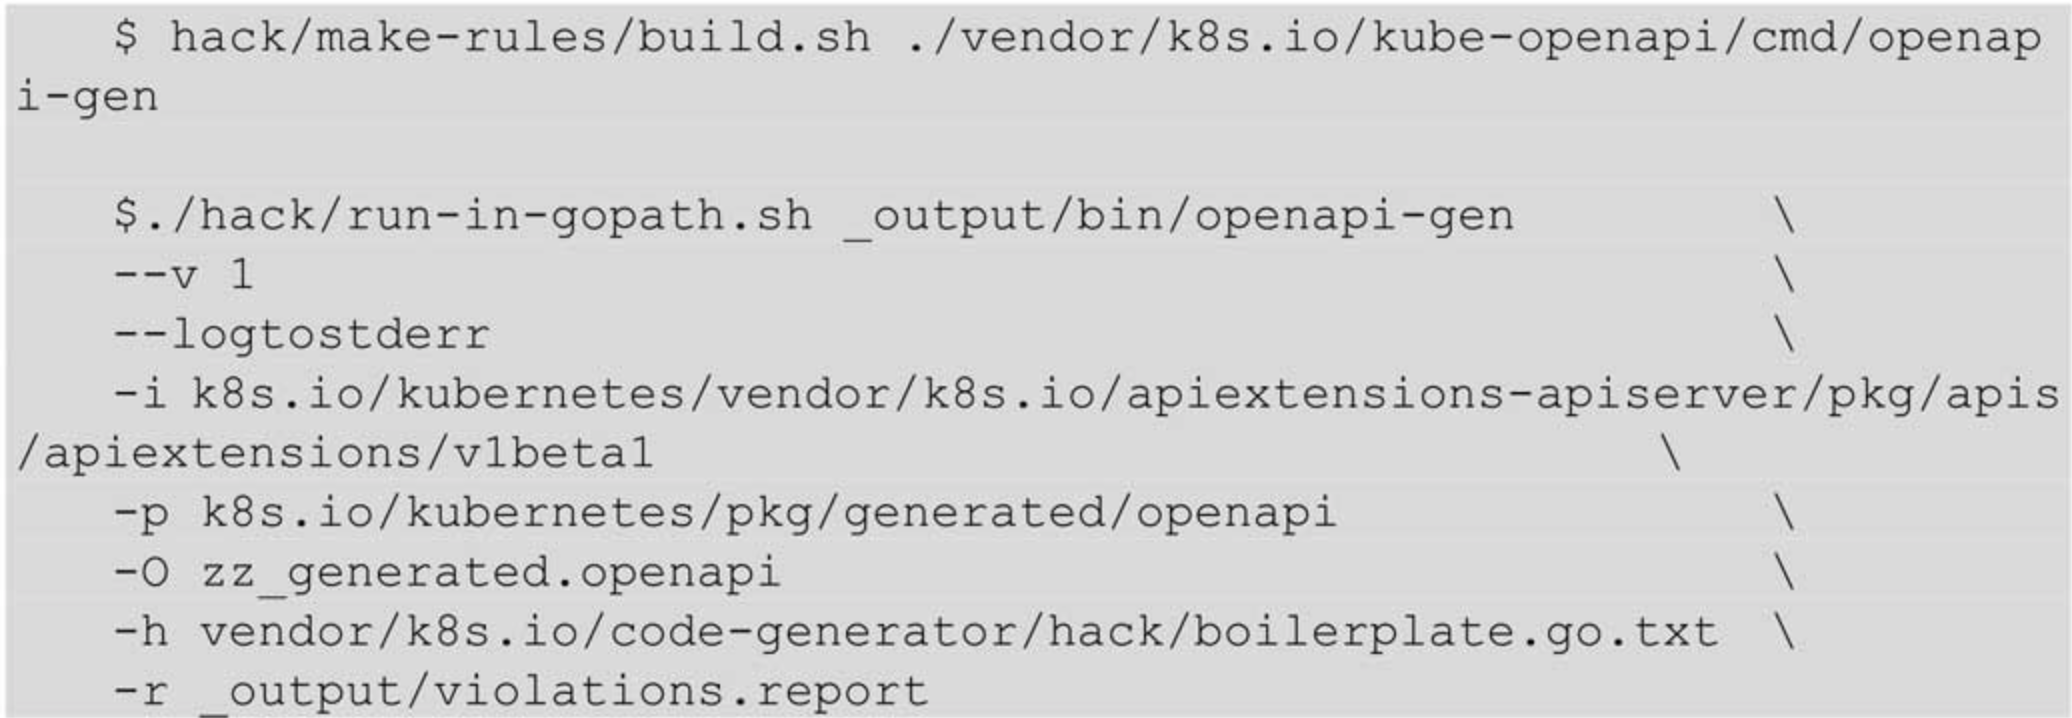 $ hack/make-rules/build.sh ./vendor/k8s.io/kube-openapi/cmd/openap
i-gen
$./hack/run-in-gopath.sh _output/bin/openapi-gen \
--v 1 \
--logtostderr \
-i k8s.io/kubernetes/vendor/k8s.io/apiextensions-apiserver/pkg/apis
/apiextensions/v1beta1 \
-p k8s.io/kubernetes/pkg/generated/openapi \
-O zz_generated.openapi \
-h vendor/k8s.io/code-generator/hack/boilerplate.go.txt \
-r _output/violations.report